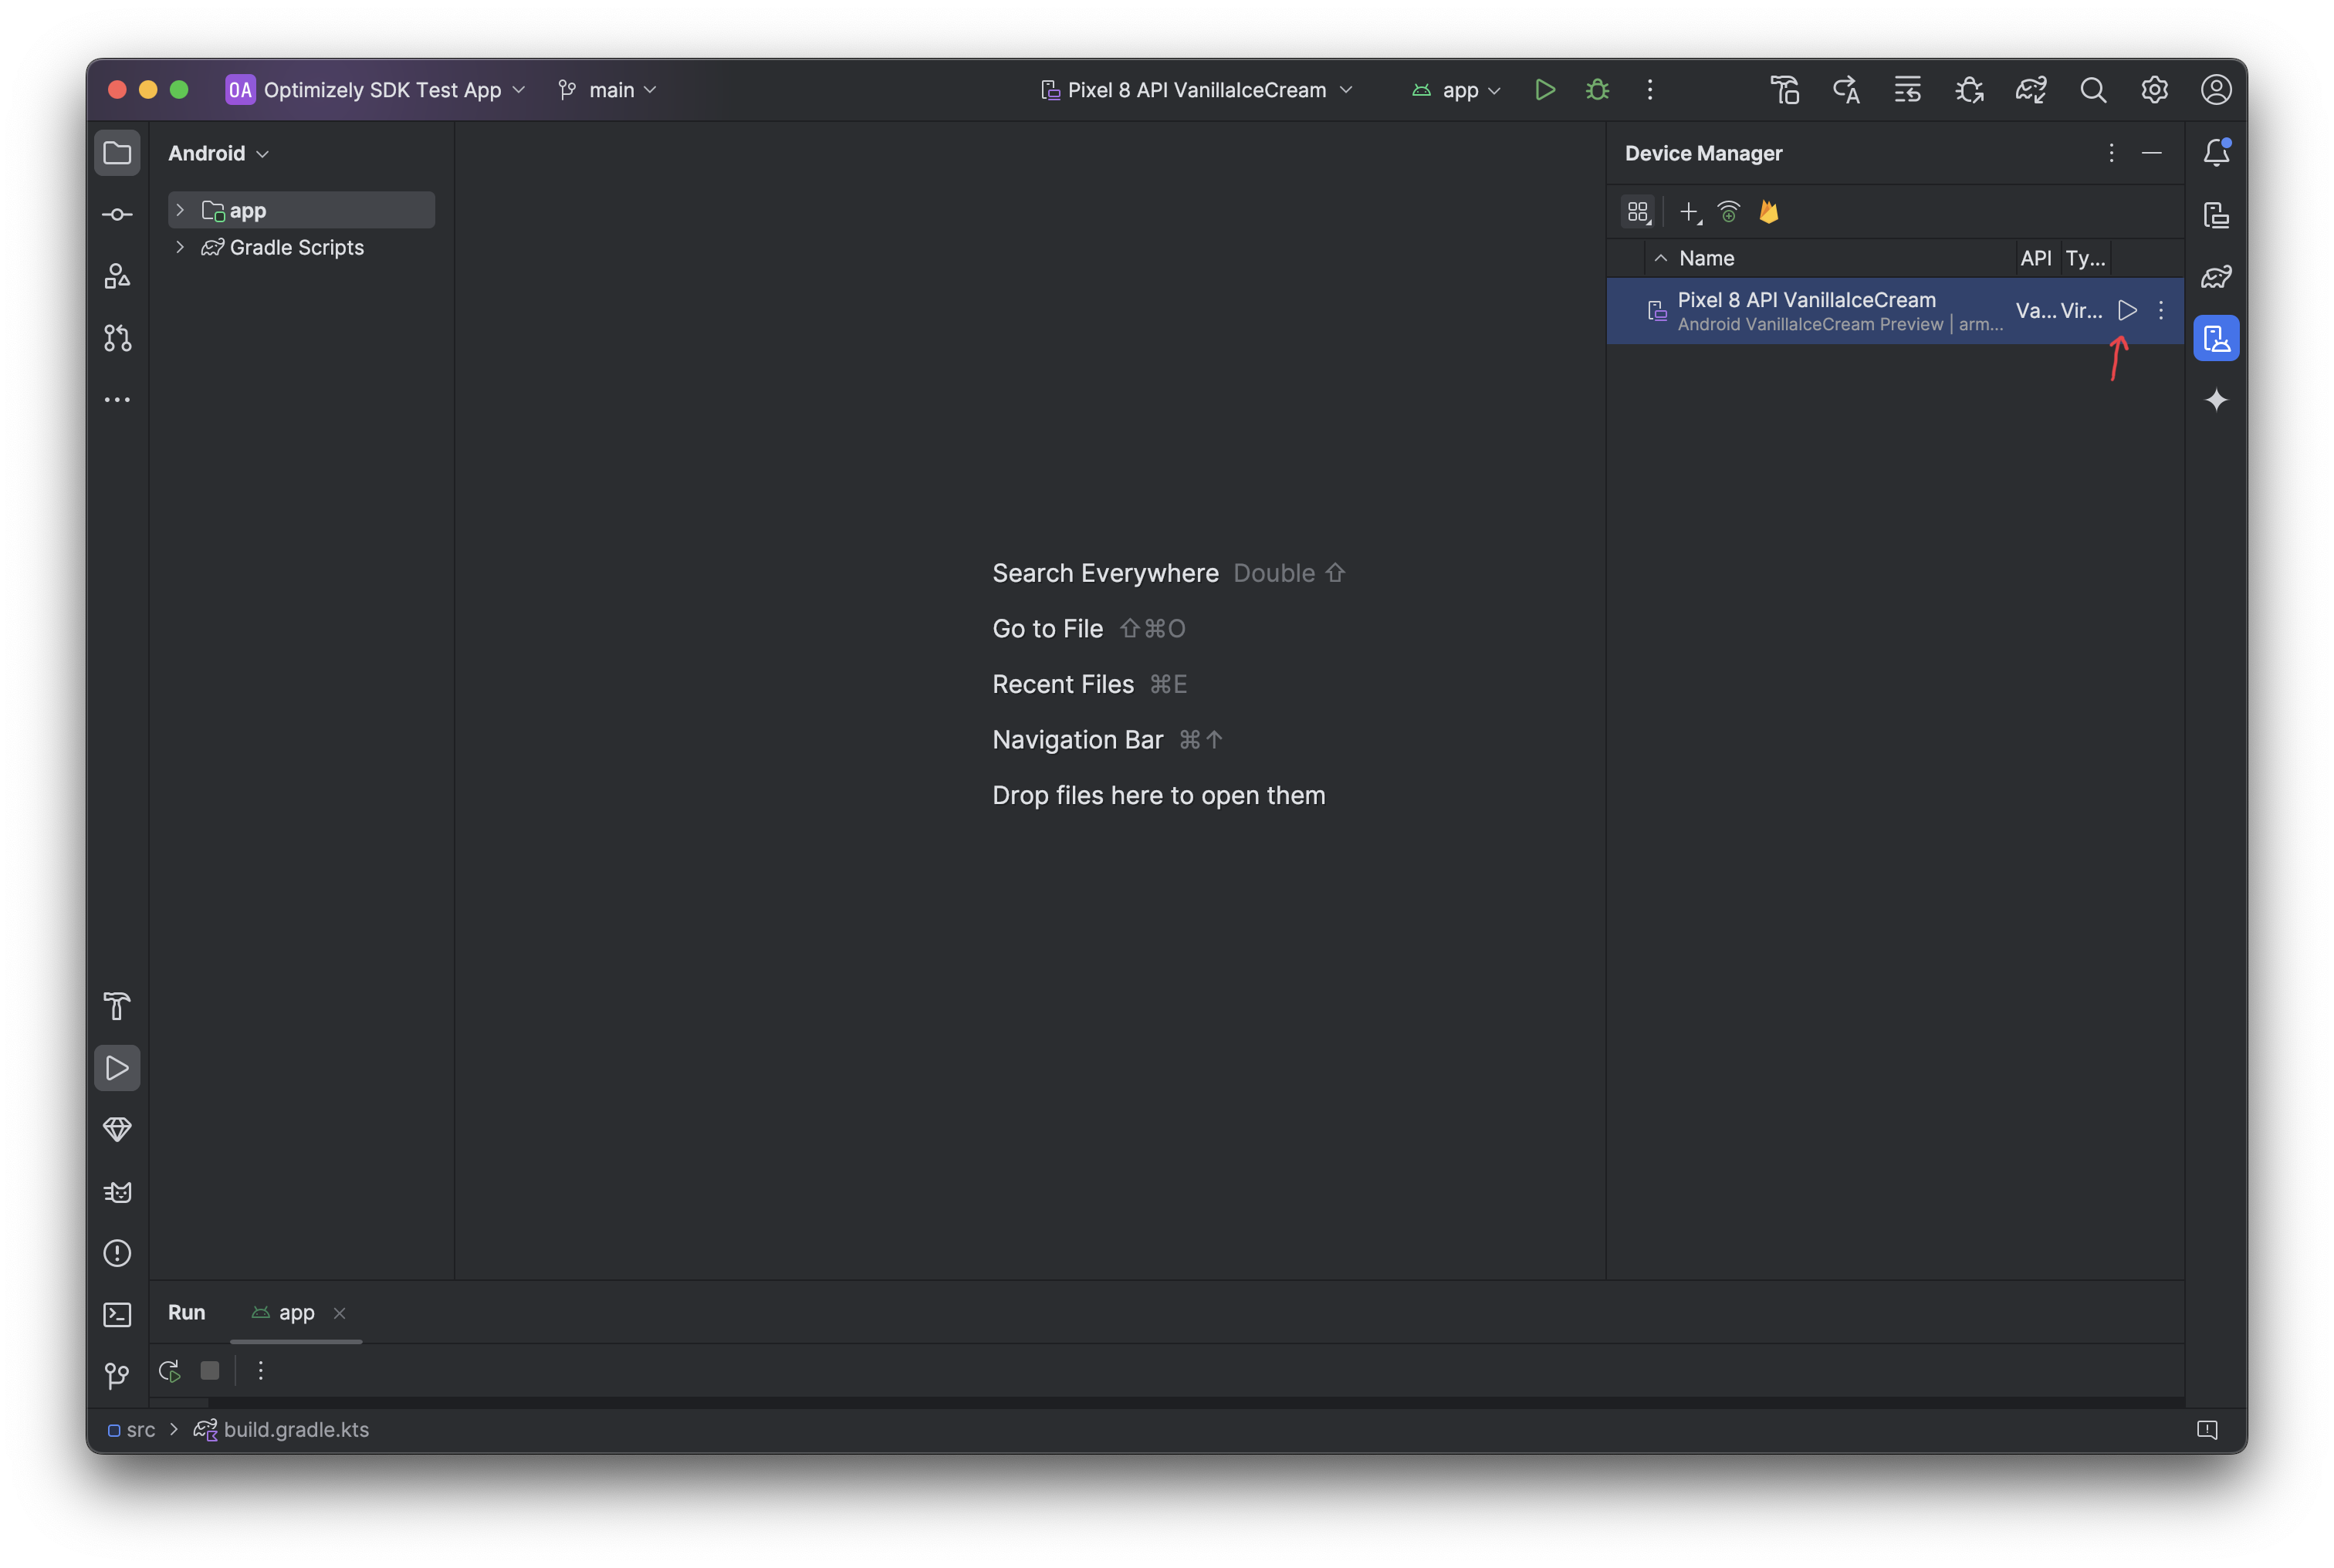 OA Optimizely SDK Test App main Pixel 8 API VanillaIceCream app
Android
app
Gradle Scripts
Search Everywhere Double ⇧
Go to File ⇧⌘O
Recent Files ⌘E
Navigation Bar ⌘↑
Drop files here to open them
Device Manager
Name API Ty...
Pixel 8 API VanillaIceCream Va... Vir...
Android VanillaIceCream Preview | arm...
Run app
src > build.gradle.kts